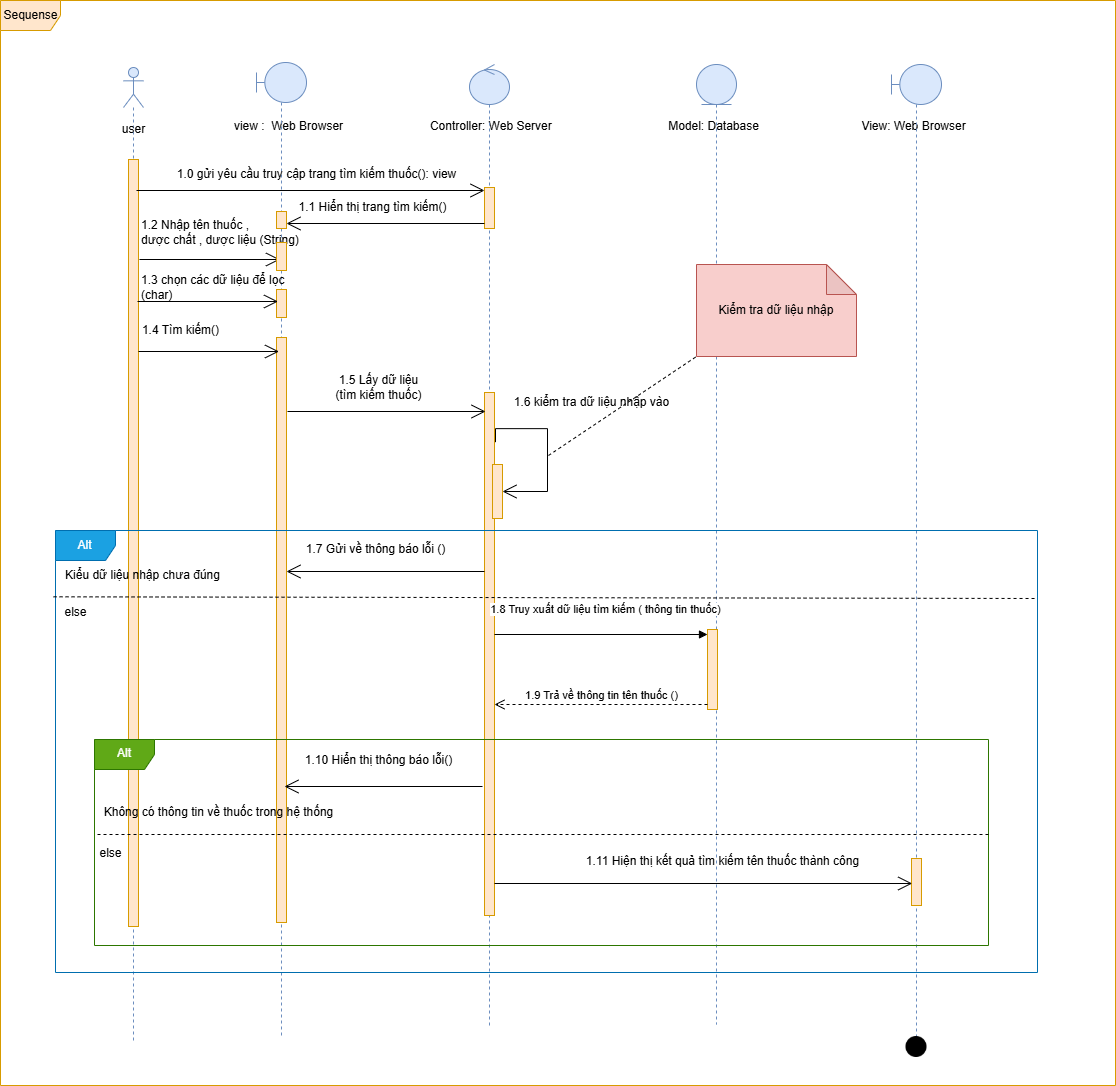 Sequense
user
view :  Web Browser
Controller: Web Server
Model: Database
View: Web Browser
1.0 gửi yêu cầu truy cập trang tìm kiếm thuốc(): view
1.1 Hiển thị trang tìm kiếm()
1.2 Nhập tên thuốc ,
dược chất , dược liệu (String)
1.3 chọn các dữ liệu để lọc
(char)
Kiểm tra dữ liệu nhập
1.4 Tìm kiếm()
1.5 Lấy dữ liệu
(tìm kiếm thuốc)
1.6 kiểm tra dữ liệu nhập vào
Alt
1.7 Gửi về thông báo lỗi ()
Kiểu dữ liệu nhập chưa đúng
else
1.8 Truy xuất dữ liệu tìm kiếm ( thông tin thuốc)
1.9 Trả về thông tin tên thuốc ()
Alt
1.10 Hiển thị thông báo lỗi()
Không có thông tin về thuốc trong hệ thống
else
1.11 Hiện thị kết quả tìm kiếm tên thuốc thành công